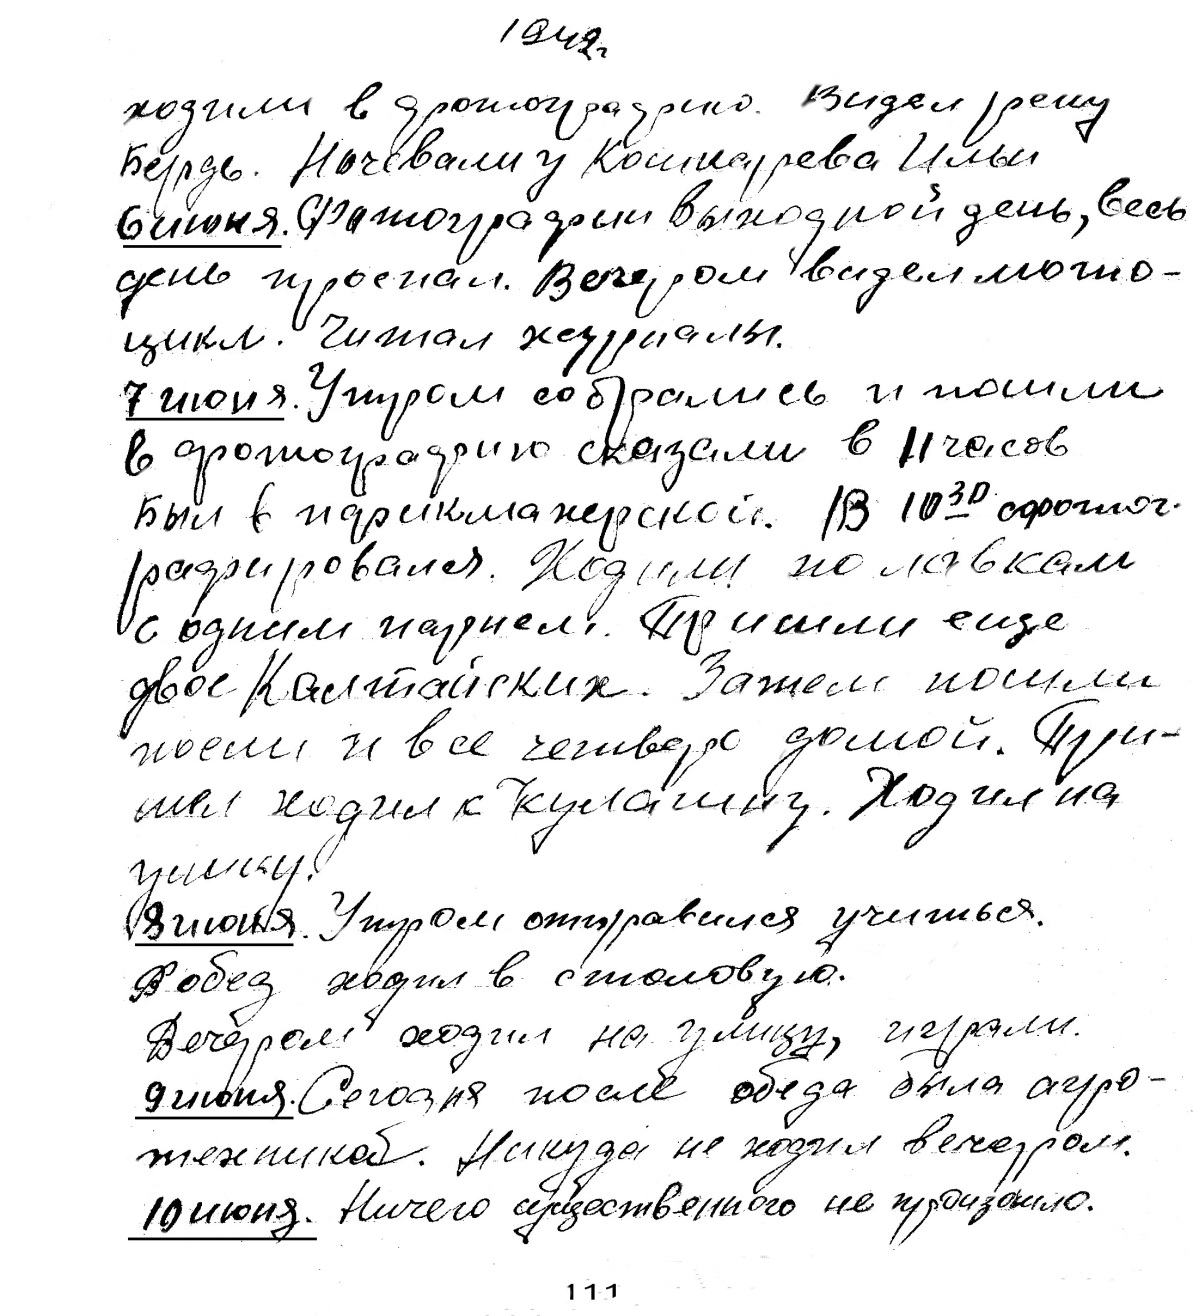 1942г.
ходили в фотографию. Видел реку
Бердь. Ночевали у Кошкарева Ильи
6 июня. Фотографии выходной день, весь
день проспал. Вечером видел мото-
цикл. Читал журналы.
7 июня. Утром собрались и пошли
в фотографию сказали в 11 часов
Был в парикмахерской. В 10 30 сфотог-
рафировался. Ходили по лавкам
с одним парнем. Пришли еще
двое Калтайских. Затем пошли
поели и все четверо домой. При-
шел ходил к Кулагину. Ходил на
улицу.
8 июня. Утром отправился учиться.
В обед ходил в столовую.
Вечером ходил на улицу, играли.
9 июня. Сегодня после обеда была агро-
техника. Никуда не ходил вечером.
10 июня. Ничего существенного не произошло.
111